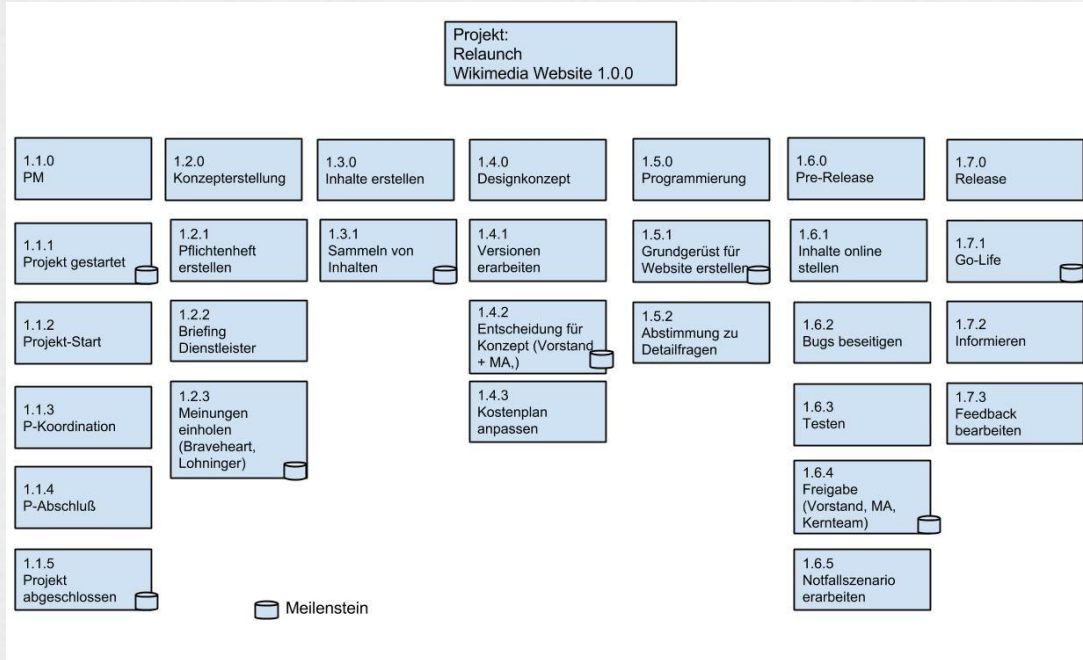 Projekt:
Relaunch
Wikimedia Website 1.0.0
1.1.0
PM
1.2.0
Konzepterstellung
1.3.0
Inhalte erstellen
1.4.0
Designkonzept
1.5.0
Programmierung
1.6.0
Pre-Release
1.7.0
Release
1.1.1
Projekt gestartet
1.1.2
Projekt-Start
1.1.3
P-Koordination
1.1.4
P-Abschluß
1.1.5
Projekt
abgeschlossen
1.2.1
Pflichtenheft
erstellen
1.2.2
Briefing
Dienstleister
1.2.3
Meinungen
einholen
(Braveheart,
Lohninger)
1.3.1
Sammeln von
Inhalten
1.4.1
Versionen
erarbeiten
1.4.2
Entscheidung für
Konzept (Vorstand
+ MA,)
1.4.3
Kostenplan
anpassen
1.5.1
Grundgerüst für
Website erstellen
1.5.2
Abstimmung zu
Detailfragen
1.6.1
Inhalte online
stellen
1.6.2
Bugs beseitigen
1.6.3
Testen
1.6.4
Freigabe
(Vorstand, MA,
Kernteam)
1.6.5
Notfallszenario
erarbeiten
1.7.1
Go-Life
1.7.2
Informieren
1.7.3
Feedback
bearbeiten
Meilenstein